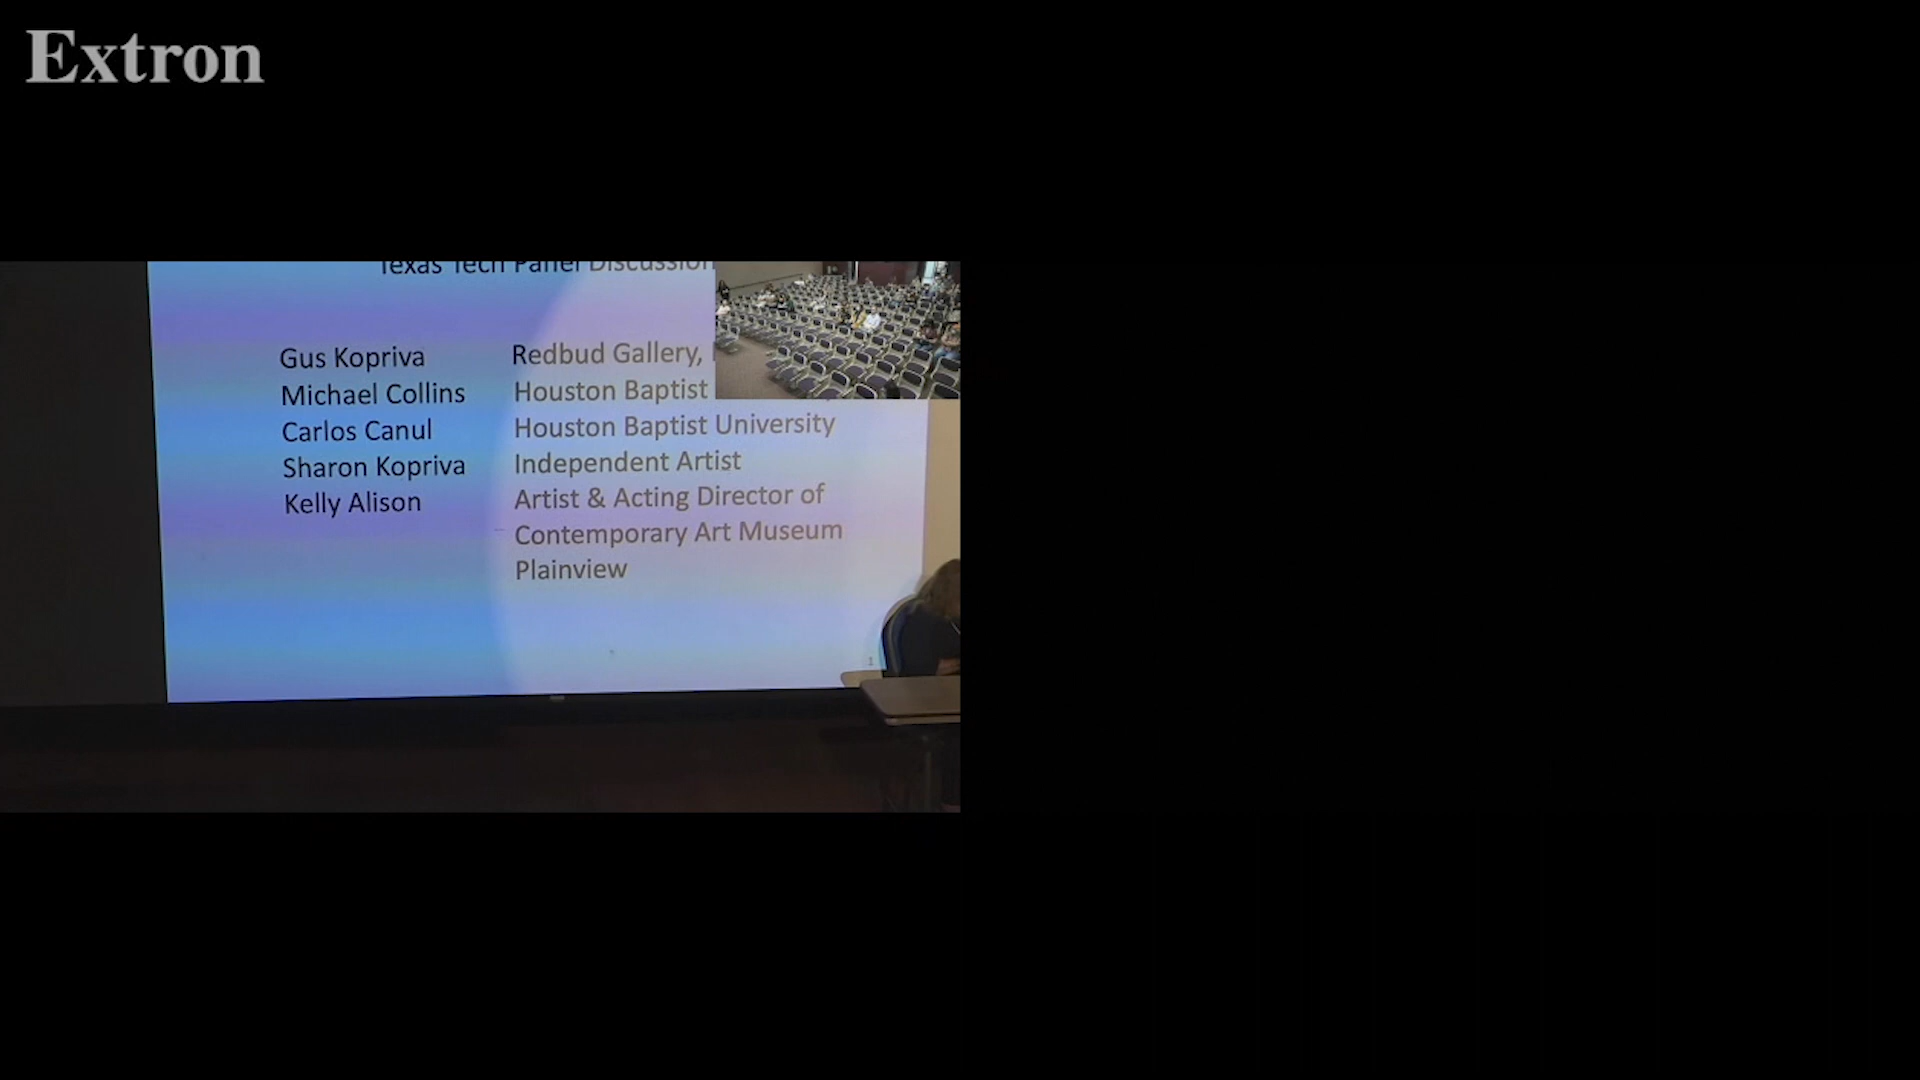 Extron
Texas Tech Panel Discussion
Gus Kopriva Redbud Gallery,
Michael Collins Houston Baptist
Carlos Canul Houston Baptist University
Sharon Kopriva Independent Artist
Kelly Alison Artist & Acting Director of
Contemporary Art Museum
Plainview
1